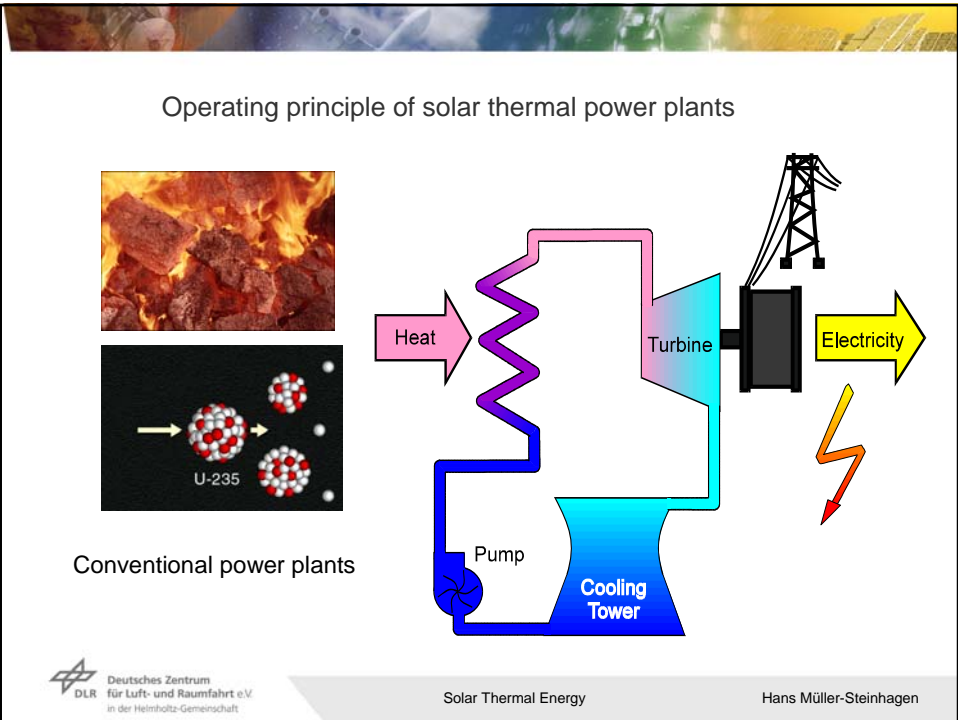 Operating principle of solar thermal power plants
Heat
Turbine
Electricity
U-235
Conventional power plants
Pump
Cooling
Tower
DLR
Deutsches Zentrum
für Luft- und Raumfahrt e.V.
in der Helmholtz-Gemeinschaft
Solar Thermal Energy
Hans Müller-Steinhagen